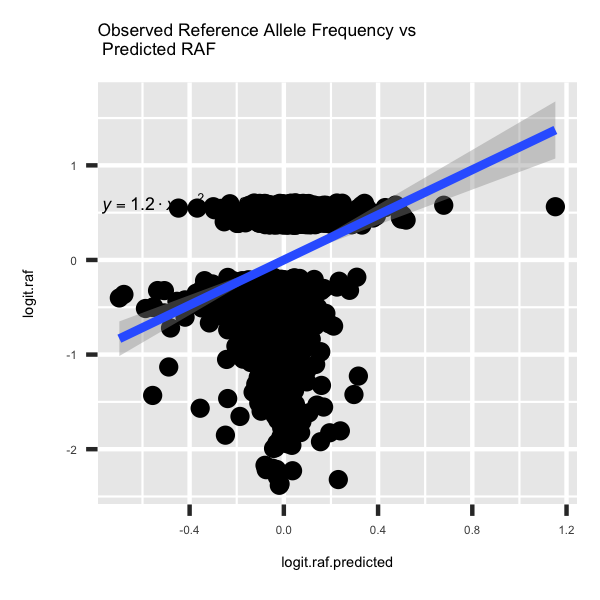 Observed Reference Allele Frequency vs
Predicted RAF
1
y = 1.2 · x
2
0
-1
-2
logit.raf
-0.4 0.0 0.4 0.8 1.2
logit.raf.predicted